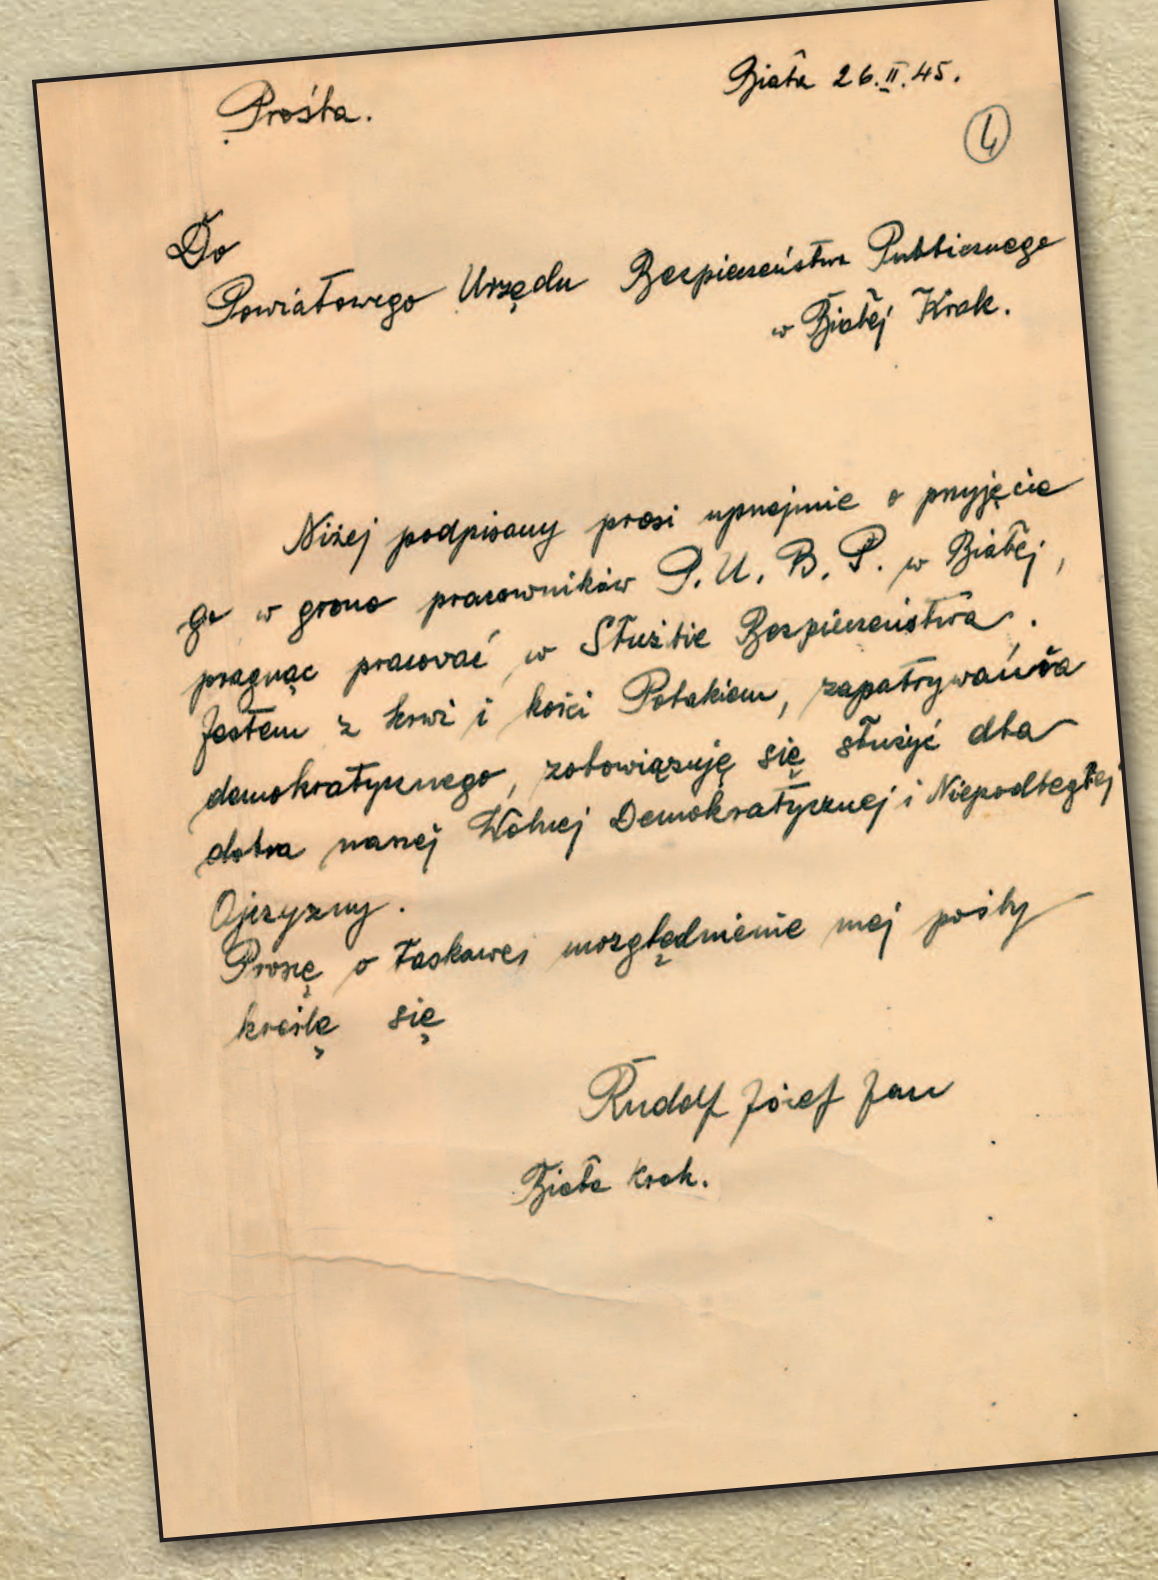 Prośba.
Biała 26.II.45.
4
Do
Powiatowego Urzędu Bezpieczeństwa Publicznego
w Białej Krak.
Niżej podpisany prosi uprzejmie o przyjęcie
go w grono pracowników P.U.B.P. w Białej,
pragnąc pracować w Służbie Bezpieczeństwa.
Jestem z krwi i kości Polakiem, zapatrywańia
demokratycznego, zobowiązuję się służyć dla
dobra naszej Wolnej Demokratycznej i Niepodległej
Ojczyzny.
Proszę o łaskawe, uwzględnienie mej pośby
kreślę się
Rudolf Józef Jan
Biała Krak.